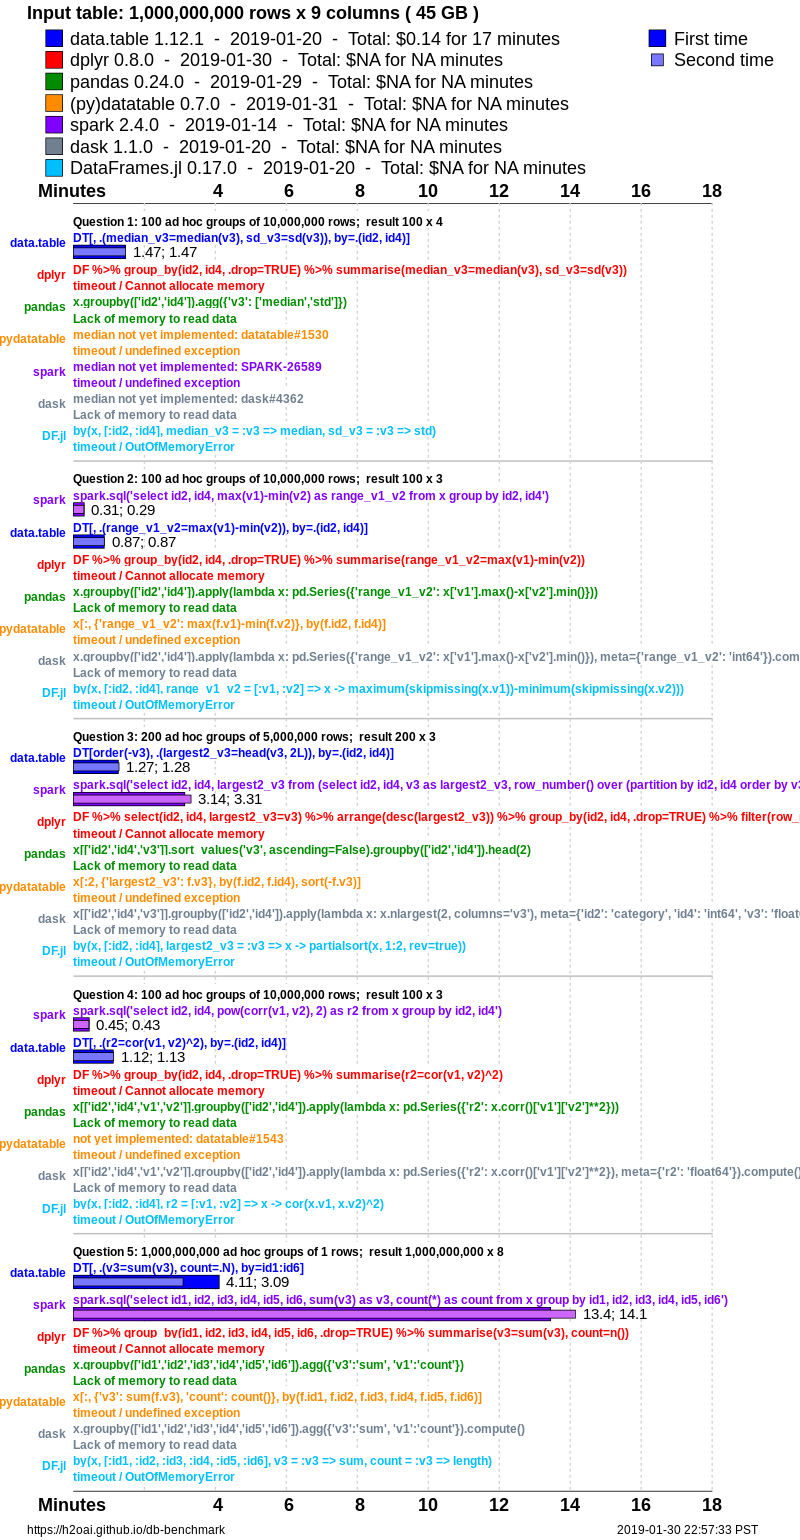 Input table: 1,000,000,000 rows x 9 columns ( 45 GB )
data.table 1.12.1 - 2019-01-20 - Total: $0.14 for 17 minutes
First time
dplyr 0.8.0 - 2019-01-30 - Total: $NA for NA minutes
Second time
pandas 0.24.0 - 2019-01-29 - Total: $NA for NA minutes
(py)datatable 0.7.0 - 2019-01-31 - Total: $NA for NA minutes
spark 2.4.0 - 2019-01-14 - Total: $NA for NA minutes
dask 1.1.0 - 2019-01-20 - Total: $NA for NA minutes
DataFrames.jl 0.17.0 - 2019-01-20 - Total: $NA for NA minutes
Minutes 4 6 8 10 12 14 16 18
Question 1: 100 ad hoc groups of 10,000,000 rows; result 100 x 4
data.table DT[, .(median_v3=median(v3), sd_v3=sd(v3)), by=.(id2, id4)]
1.47; 1.47
dplyr DF %>% group_by(id2, id4, .drop=TRUE) %>% summarise(median_v3=median(v3), sd_v3=sd(v3))
timeout / Cannot allocate memory
pandas x.groupby(['id2','id4']).agg({'v3': ['median','std']})
Lack of memory to read data
pydatatable median not yet implemented: datatable#1530
timeout / undefined exception
spark median not yet implemented: SPARK-26589
timeout / undefined exception
dask median not yet implemented: dask#4362
Lack of memory to read data
DF.jl by(x, [:id2, :id4], median_v3 = :v3 => median, sd_v3 = :v3 => std)
timeout / OutOfMemoryError
Question 2: 100 ad hoc groups of 10,000,000 rows; result 100 x 3
spark spark.sql('select id2, id4, max(v1)-min(v2) as range_v1_v2 from x group by id2, id4')
0.31; 0.29
data.table DT[, .(range_v1_v2=max(v1)-min(v2)), by=.(id2, id4)]
0.87; 0.87
dplyr DF %>% group_by(id2, id4, .drop=TRUE) %>% summarise(range_v1_v2=max(v1)-min(v2))
timeout / Cannot allocate memory
pandas x.groupby(['id2','id4']).apply(lambda x: pd.Series({'range_v1_v2': x['v1'].max()-x['v2'].min()}))
Lack of memory to read data
pydatatable x[:, {'range_v1_v2': max(f.v1)-min(f.v2)}, by(f.id2, f.id4)]
timeout / undefined exception
dask x.groupby(['id2','id4']).apply(lambda x: pd.Series({'range_v1_v2': x['v1'].max()-x['v2'].min()}), meta={'range_v1_v2': 'int64'}).com
Lack of memory to read data
DF.jl by(x, [:id2, :id4], range_v1_v2 = [:v1, :v2] => x -> maximum(skipmissing(x.v1))-minimum(skipmissing(x.v2)))
timeout / OutOfMemoryError
Question 3: 200 ad hoc groups of 5,000,000 rows; result 200 x 3
data.table DT[order(-v3), .(largest2_v3=head(v3, 2L)), by=.(id2, id4)]
1.27; 1.28
spark spark.sql('select id2, id4, largest2_v3 from (select id2, id4, v3 as largest2_v3, row_number() over (partition by id2, id4 order by v3
3.14; 3.31
dplyr DF %>% select(id2, id4, largest2_v3=v3) %>% arrange(desc(largest2_v3)) %>% group_by(id2, id4, .drop=TRUE) %>% filter(row_
timeout / Cannot allocate memory
pandas x[['id2','id4','v3']].sort_values('v3', ascending=False).groupby(['id2','id4']).head(2)
Lack of memory to read data
pydatatable x[:2, {'largest2_v3': f.v3}, by(f.id2, f.id4), sort(-f.v3)]
timeout / undefined exception
dask x[['id2','id4','v3']].groupby(['id2','id4']).apply(lambda x: x.nlargest(2, columns='v3'), meta={'id2': 'category', 'id4': 'int64', 'v3': 'float
Lack of memory to read data
DF.jl by(x, [:id2, :id4], largest2_v3 = :v3 => x -> partialsort(x, 1:2, rev=true))
timeout / OutOfMemoryError
Question 4: 100 ad hoc groups of 10,000,000 rows; result 100 x 3
spark spark.sql('select id2, id4, pow(corr(v1, v2), 2) as r2 from x group by id2, id4')
0.45; 0.43
data.table DT[, .(r2=cor(v1, v2)^2), by=.(id2, id4)]
1.12; 1.13
dplyr DF %>% group_by(id2, id4, .drop=TRUE) %>% summarise(r2=cor(v1, v2)^2)
timeout / Cannot allocate memory
pandas x[['id2','id4','v1','v2']].groupby(['id2','id4']).apply(lambda x: pd.Series({'r2': x.corr()['v1']['v2']**2}))
Lack of memory to read data
pydatatable not yet implemented: datatable#1543
timeout / undefined exception
dask x[['id2','id4','v1','v2']].groupby(['id2','id4']).apply(lambda x: pd.Series({'r2': x.corr()['v1']['v2']**2}), meta={'r2': 'float64'}).compute()
Lack of memory to read data
DF.jl by(x, [:id2, :id4], r2 = [:v1, :v2] => x -> cor(x.v1, x.v2)^2)
timeout / OutOfMemoryError
Question 5: 1,000,000,000 ad hoc groups of 1 rows; result 1,000,000,000 x 8
data.table DT[, .(v3=sum(v3), count=.N), by=id1:id6]
4.11; 3.09
spark spark.sql('select id1, id2, id3, id4, id5, id6, sum(v3) as v3, count(*) as count from x group by id1, id2, id3, id4, id5, id6')
13.4; 14.1
dplyr DF %>% group_by(id1, id2, id3, id4, id5, id6, .drop=TRUE) %>% summarise(v3=sum(v3), count=n())
timeout / Cannot allocate memory
pandas x.groupby(['id1','id2','id3','id4','id5','id6']).agg({'v3':'sum', 'v1':'count'})
Lack of memory to read data
pydatatable x[:, {'v3': sum(f.v3), 'count': count()}, by(f.id1, f.id2, f.id3, f.id4, f.id5, f.id6)]
timeout / undefined exception
dask x.groupby(['id1','id2','id3','id4','id5','id6']).agg({'v3':'sum', 'v1':'count'}).compute()
Lack of memory to read data
DF.jl by(x, [:id1, :id2, :id3, :id4, :id5, :id6], v3 = :v3 => sum, count = :v3 => length)
timeout / OutOfMemoryError
Minutes 4 6 8 10 12 14 16 18
https://h2oai.github.io/db-benchmark
2019-01-30 22:57:33 PST